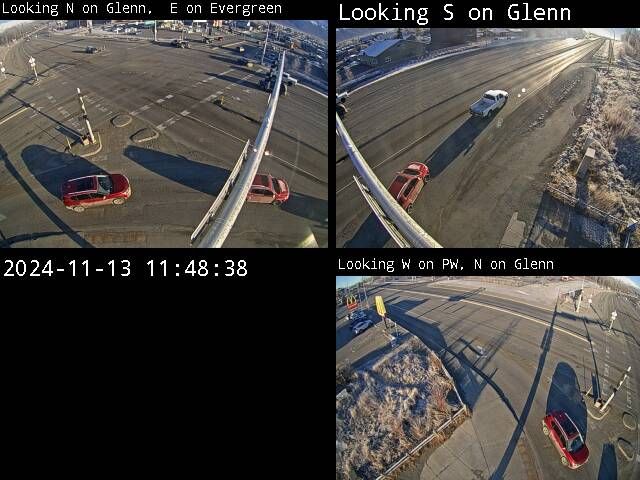 Looking N on Glenn,  E on Evergreen
Looking S on Glenn
2024-11-13 11:48:38
Looking W on PW, N on Glenn